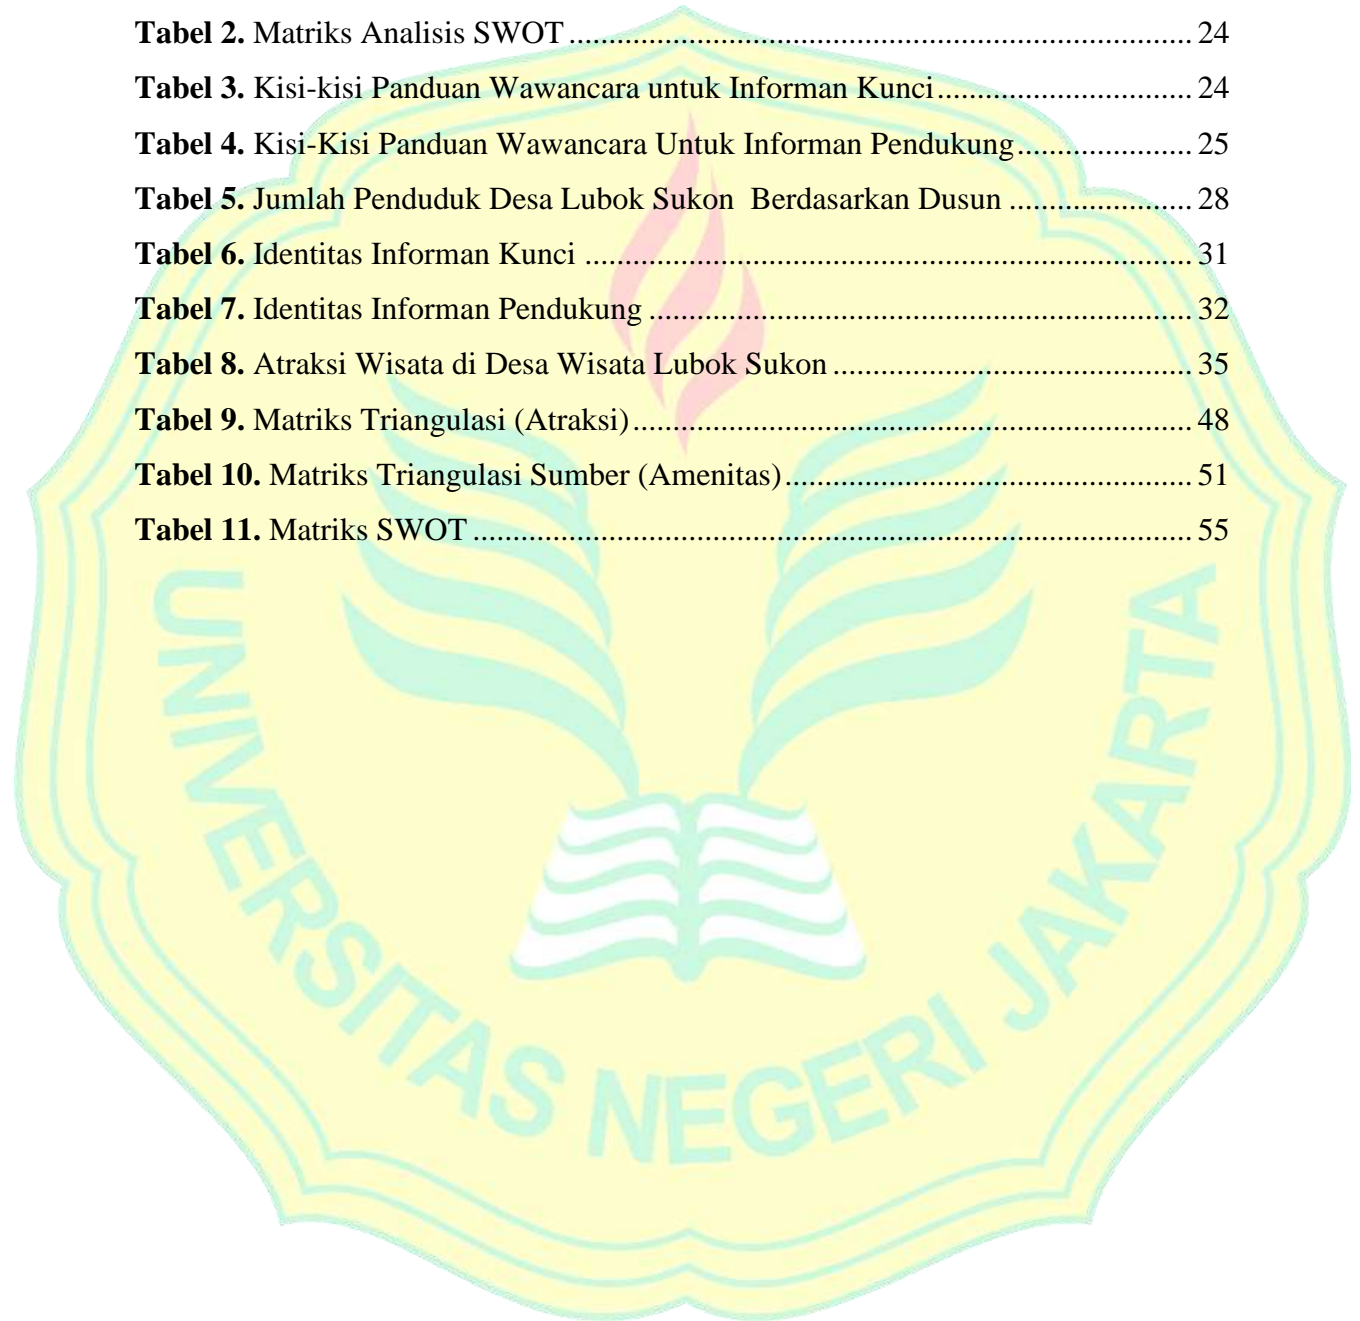 Tabel 2. Matriks Analisis SWOT ............................................................................. 24
Tabel 3. Kisi-kisi Panduan Wawancara untuk Informan Kunci............................... 24
Tabel 4. Kisi-Kisi Panduan Wawancara Untuk Informan Pendukung..................... 25
Tabel 5. Jumlah Penduduk Desa Lubok Sukon  Berdasarkan Dusun ...................... 28
Tabel 6. Identitas Informan Kunci .......................................................................... 31
Tabel 7. Identitas Informan Pendukung .................................................................. 32
Tabel 8. Atraksi Wisata di Desa Wisata Lubok Sukon ............................................ 35
Tabel 9. Matriks Triangulasi (Atraksi).................................................................... 48
Tabel 10. Matriks Triangulasi Sumber (Amenitas).................................................. 51
Tabel 11. Matriks SWOT ........................................................................................ 55
UNIVERSITAS NEGERI JAKARTA